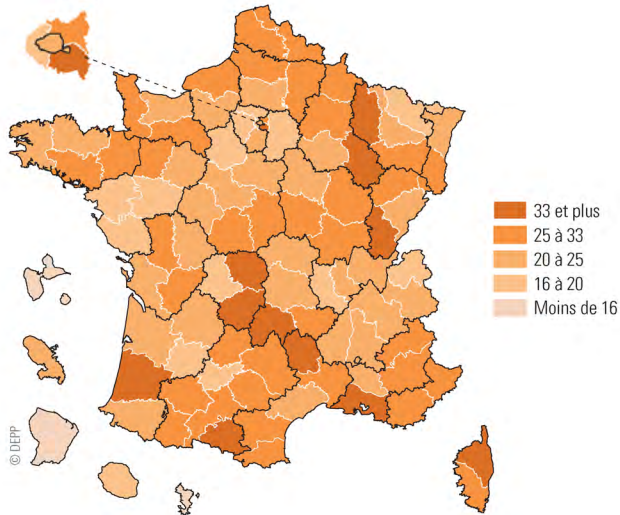 33 et plus
25 à 33
20 à 25
16 à 20
Moins de 16
© DEPP